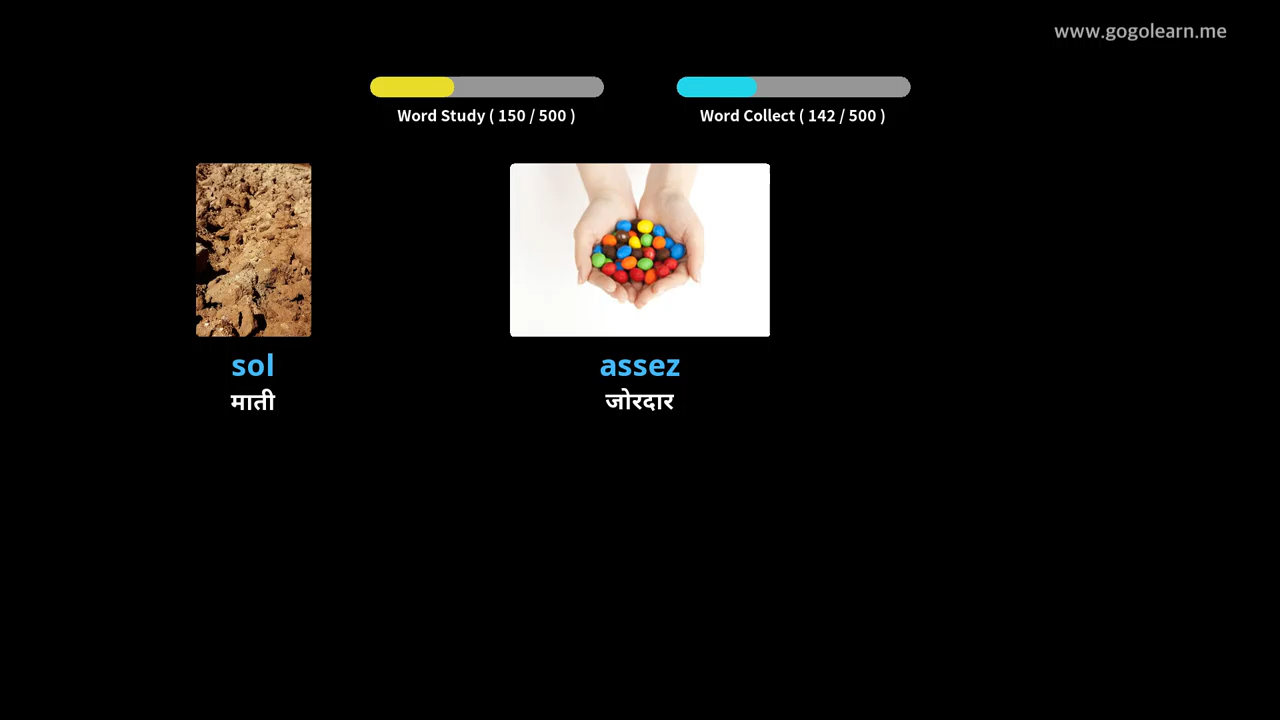 www.gogolearn.me
Word Study ( 150 / 500 )
Word Collect ( 142 / 500 )
sol
माती
assez
जोरदार